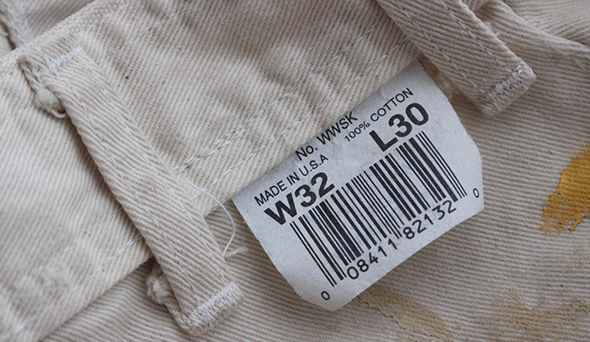 No. WWSK
MADE IN U.S.A 100% COTTON
W32 L30
0 08411 82132 0